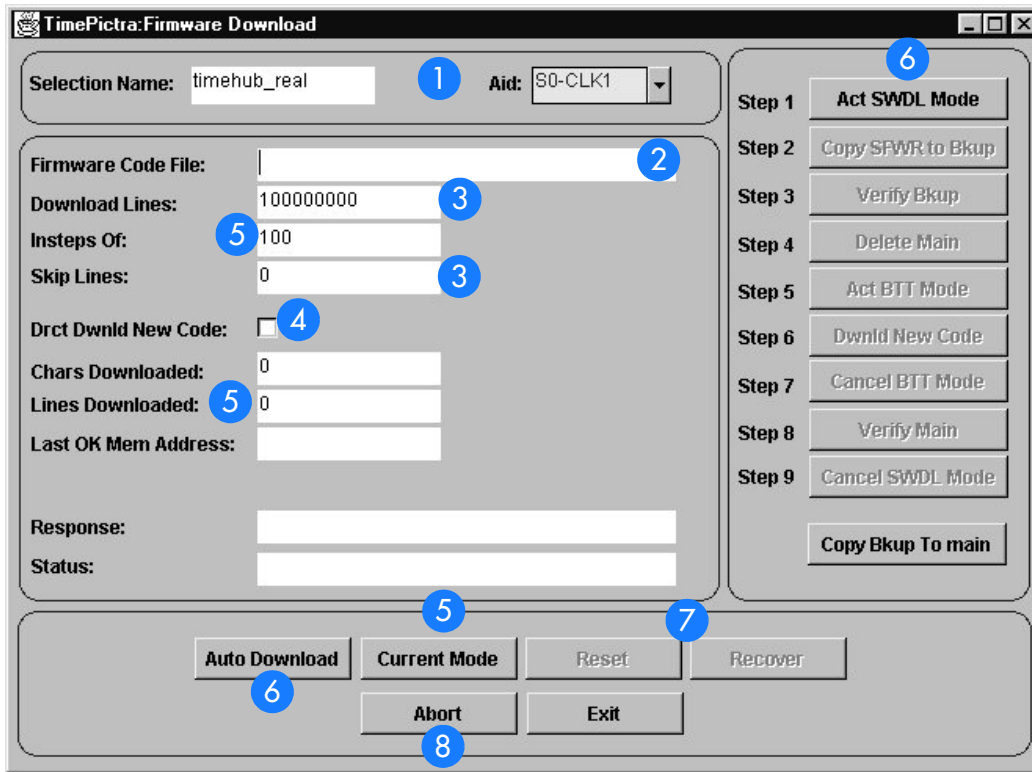 TimePictra:Firmware Download
Selection Name: timehub_real 1 Aid: S0-CLK1
Firmware Code File: 2
Download Lines: 100000000 3
Insteps Of: 5 100
Skip Lines: 0 3
Drct Dwnld New Code: 4
Chars Downloaded: 0
Lines Downloaded: 5 0
Last OK Mem Address:
Response:
Status:
6
Step 1 Act SWDL Mode
Step 2 Copy SFWR to Bkup
Step 3 Verify Bkup
Step 4 Delete Main
Step 5 Act BTT Mode
Step 6 Dwnld New Code
Step 7 Cancel BTT Mode
Step 8 Verify Main
Step 9 Cancel SWDL Mode
Copy Bkup To main
5 7
Auto Download Current Mode Reset Recover
6
Abort Exit
8